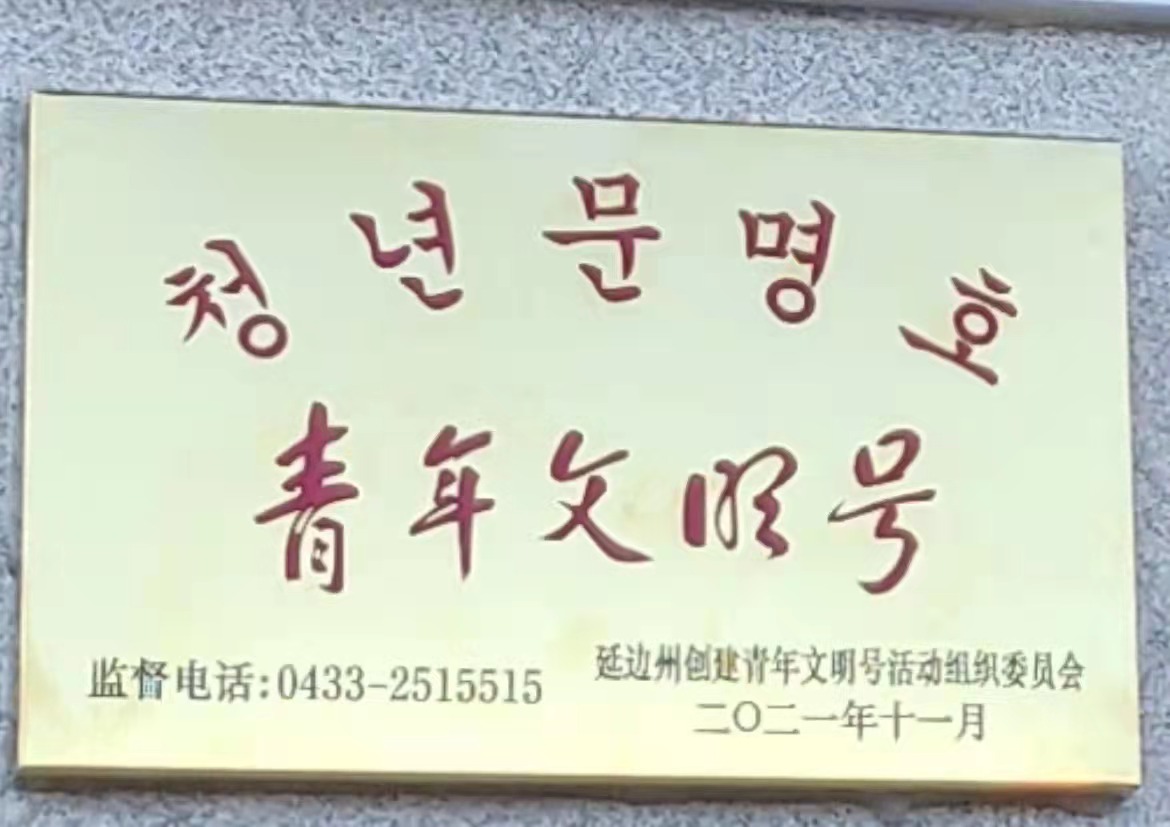 청년문명호
青年文明号
监督电话:0433-2515515
延边州创建青年文明号活动组织委员会
二〇二一年十一月